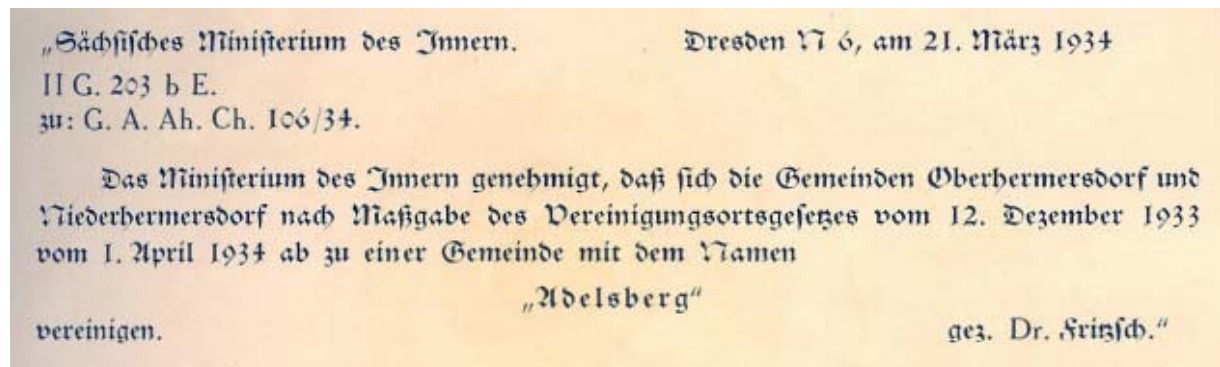 „Sächsisches Ministerium des Innern. Dresden N 6, am 21. März 1934
II G. 203 b E.
zu: G. A. Ah. Ch. 106/34.
Das Ministerium des Innern genehmigt, daß sich die Gemeinden Oberhermersdorf und
Niederhermersdorf nach Maßgabe des Vereinigungsortsgesetzes vom 12. Dezember 1933
vom 1. April 1934 ab zu einer Gemeinde mit dem Namen
„Adelsberg“
vereinigen. gez. Dr. Fritzsch.“